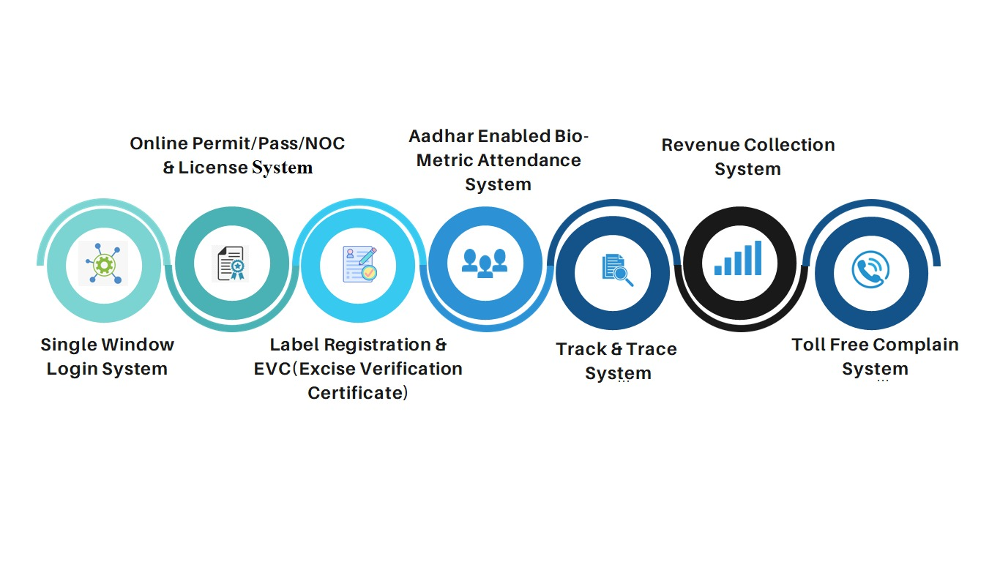 Single Window
Login System
Online Permit/Pass/NOC
& License System
Label Registration &
EVC(Excise Verification
Certificate)
Aadhar Enabled Bio-
Metric Attendance
System
Track & Trace
System
...
Revenue Collection
System
Toll Free Complain
System
...